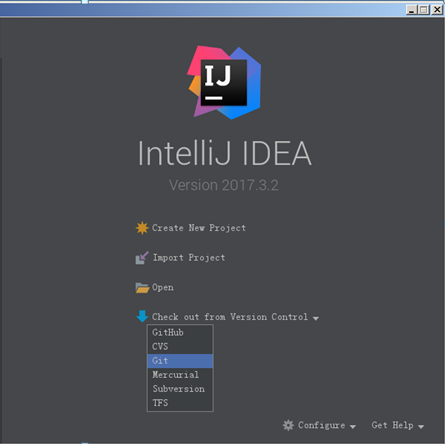 IJ
IntelliJ IDEA
Version 2017.3.2
Create New Project
Import Project
Open
Check out from Version Control
GitHub
CVS
Git
Mercurial
Subversion
TFS
Configure Get Help